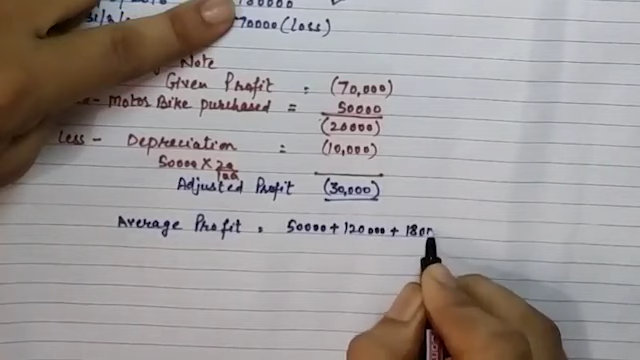 70000 (loss)
Note
Given Profit = (70,000)
Motor Bike purchased = 50000
(20000)
less - Depreciation = (10,000)
50000 × 20/100
Adjusted Profit (30,000)
Average Profit = 50000 + 120000 + 180